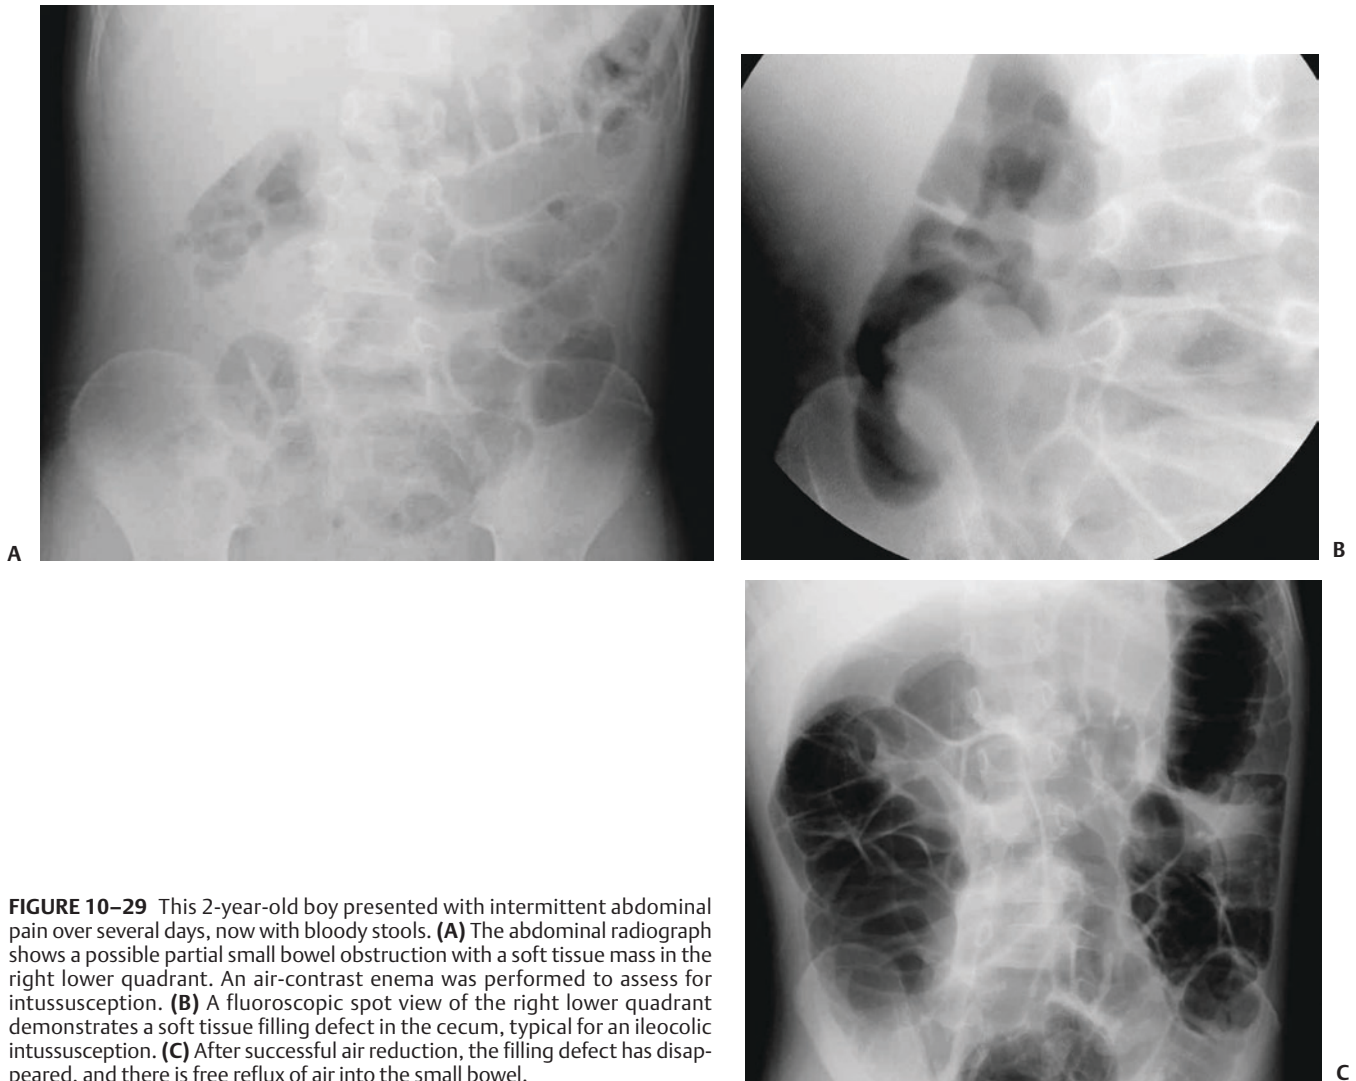 A
B
C
FIGURE 10–29 This 2-year-old boy presented with intermittent abdominal
pain over several days, now with bloody stools. (A) The abdominal radiograph
shows a possible partial small bowel obstruction with a soft tissue mass in the
right lower quadrant. An air-contrast enema was performed to assess for
intussusception. (B) A fluoroscopic spot view of the right lower quadrant
demonstrates a soft tissue filling defect in the cecum, typical for an ileocolic
intussusception. (C) After successful air reduction, the filling defect has disap-
peared, and there is free reflux of air into the small bowel.